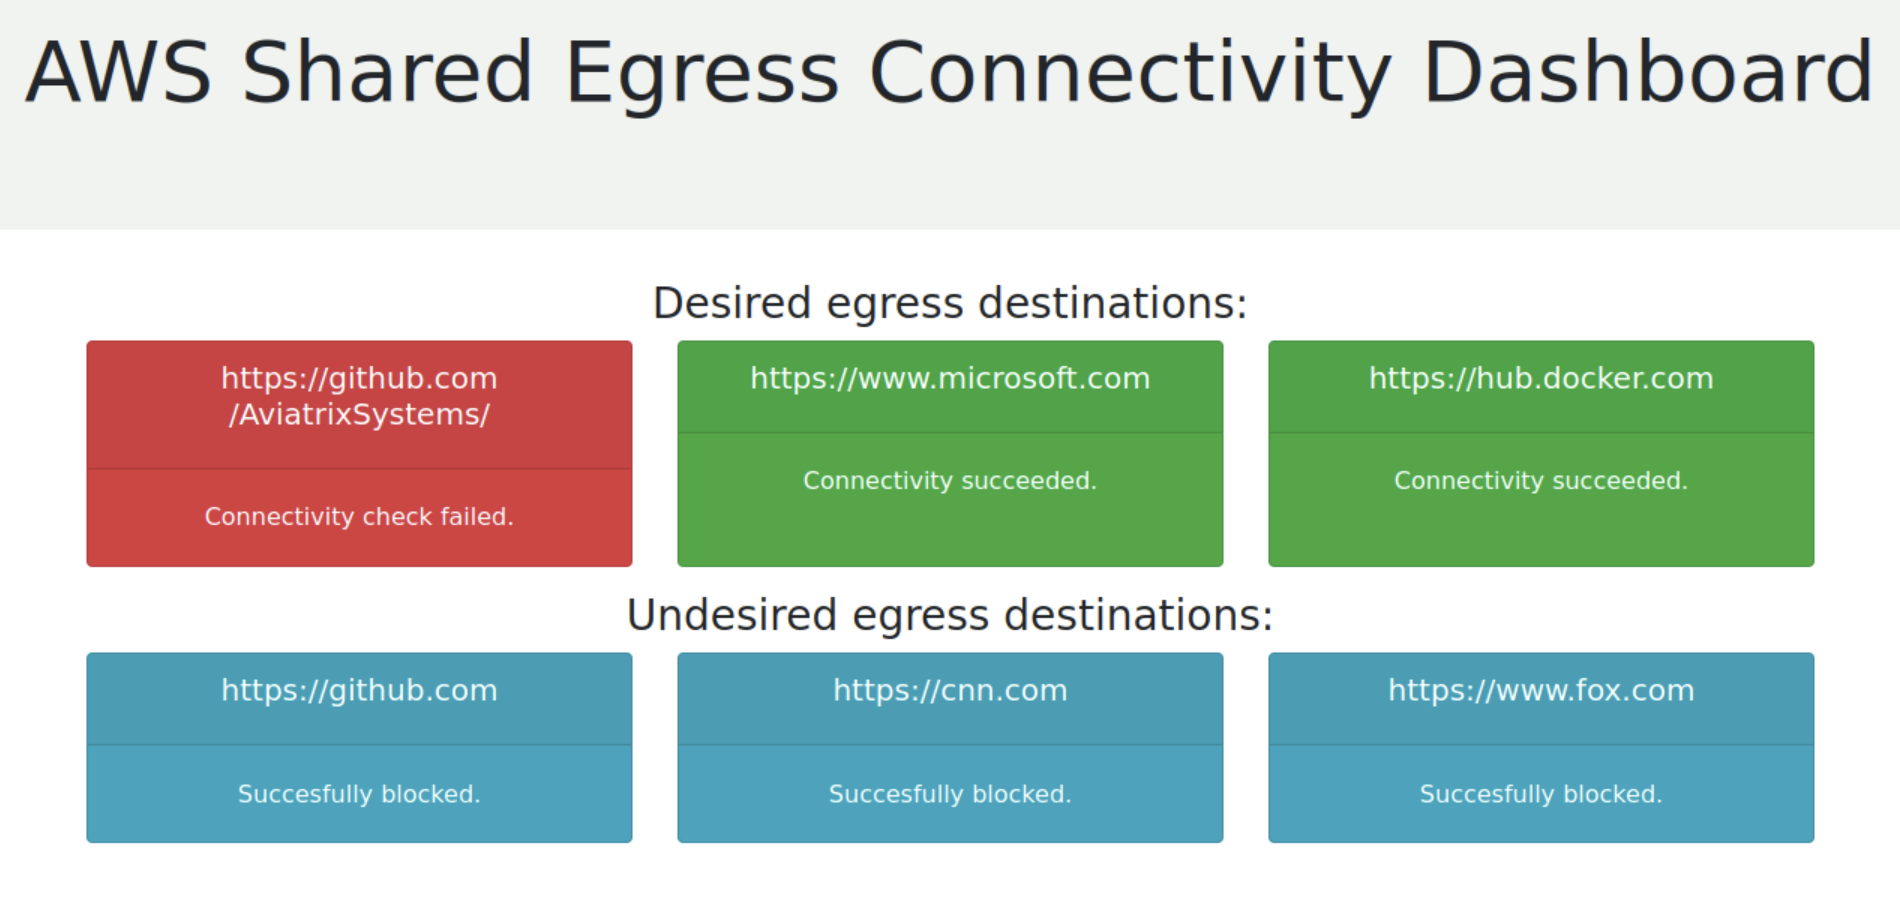 AWS Shared Egress Connectivity Dashboard
Desired egress destinations:
https://github.com
/AviatrixSystems/
Connectivity check failed.
https://www.microsoft.com
Connectivity succeeded.
https://hub.docker.com
Connectivity succeeded.
Undesired egress destinations:
https://github.com
Succesfully blocked.
https://cnn.com
Succesfully blocked.
https://www.fox.com
Succesfully blocked.